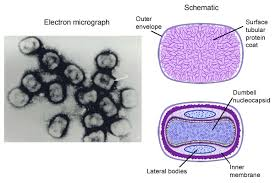 Schematic
Outer
envelope
Surface
tubular
protein
coat
Electron micrograph
Dumbell
nucleocapsid
Lateral bodies
Inner
membrane